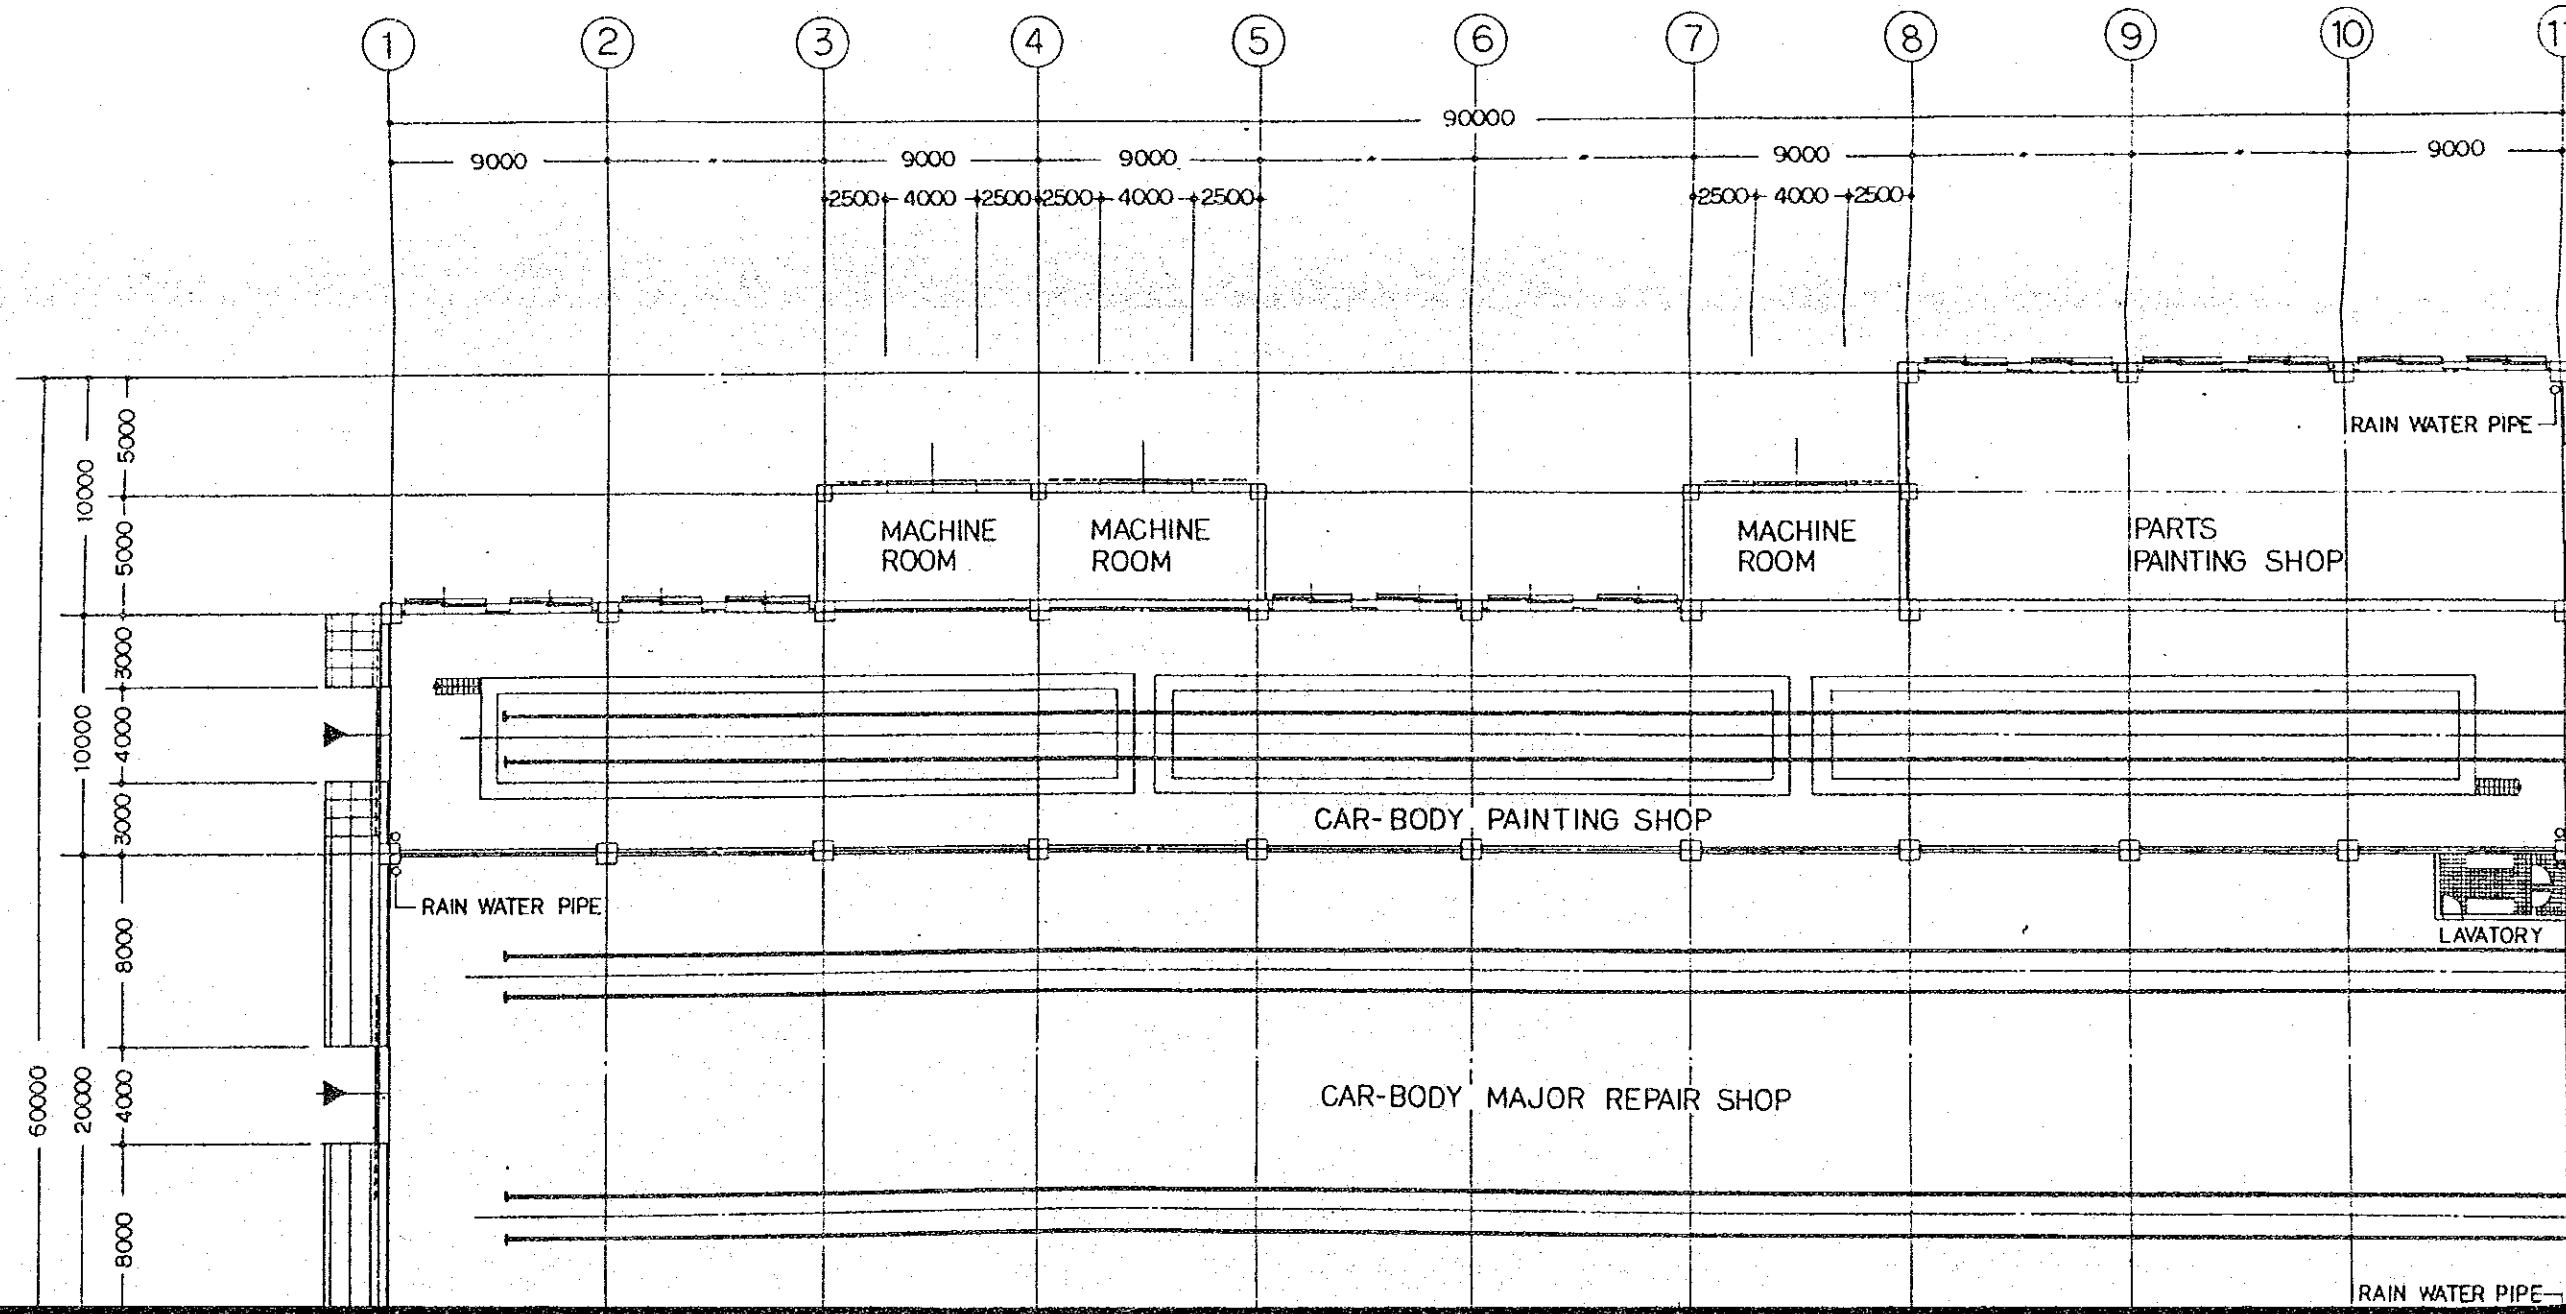 1 2 3 4 5 6 7 8 9 10
90000
9000 9000 9000 9000 9000
2500 4000 2500 2500 4000 2500 2500 4000 2500
5000
10000
5000
RAIN WATER PIPE
MACHINE
ROOM
MACHINE
ROOM
MACHINE
ROOM
PARTS
PAINTING SHOP
3000
10000
4000
3000
CAR-BODY PAINTING SHOP
RAIN WATER PIPE
8000
LAVATORY
60000
20000
4000
CAR-BODY MAJOR REPAIR SHOP
8000
RAIN WATER PIPE